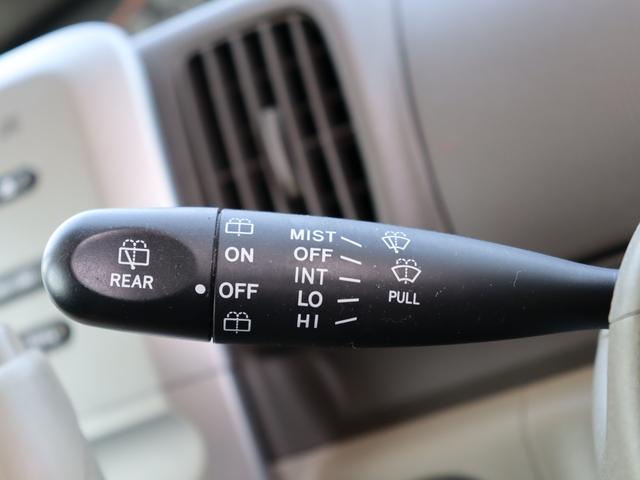 REAR
ON
OFF
MIST
OFF
INT
LO
HI
PULL